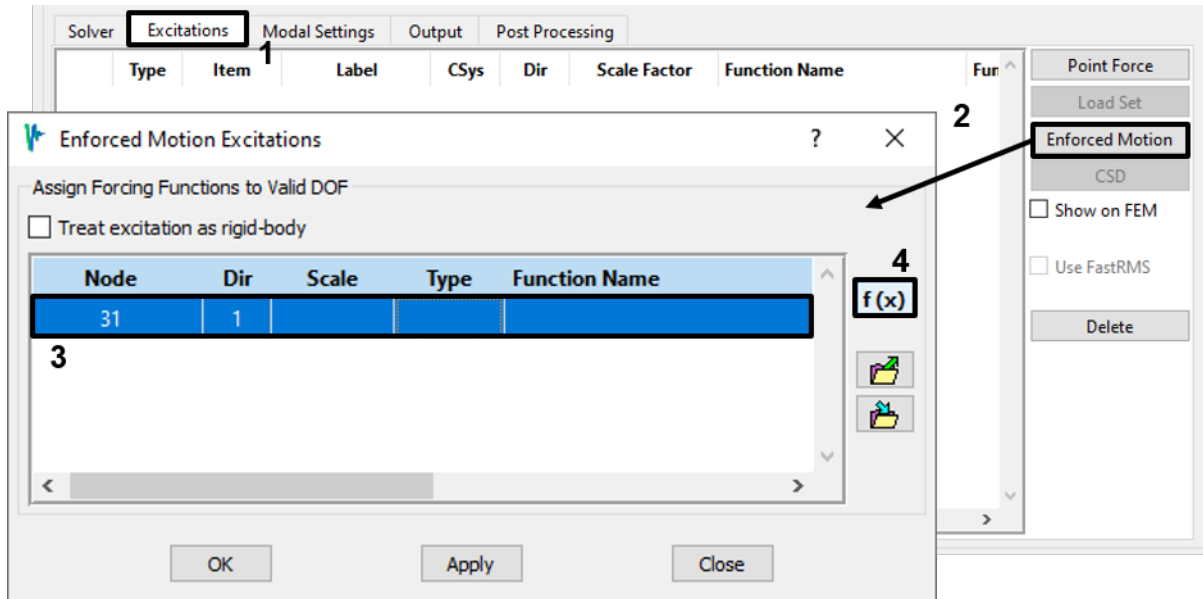 Solver Excitations Modal Settings Output Post Processing
1
Type Item Label CSys Dir Scale Factor Function Name Fun
Point Force
Load Set
2
Enforced Motion
CSD
Show on FEM
Use FastRMS
Delete
Enforced Motion Excitations ?
Assign Forcing Functions to Valid DOF
Treat excitation as rigid-body
Node Dir Scale Type Function Name
4
31 1
f (x)
3
OK Apply Close